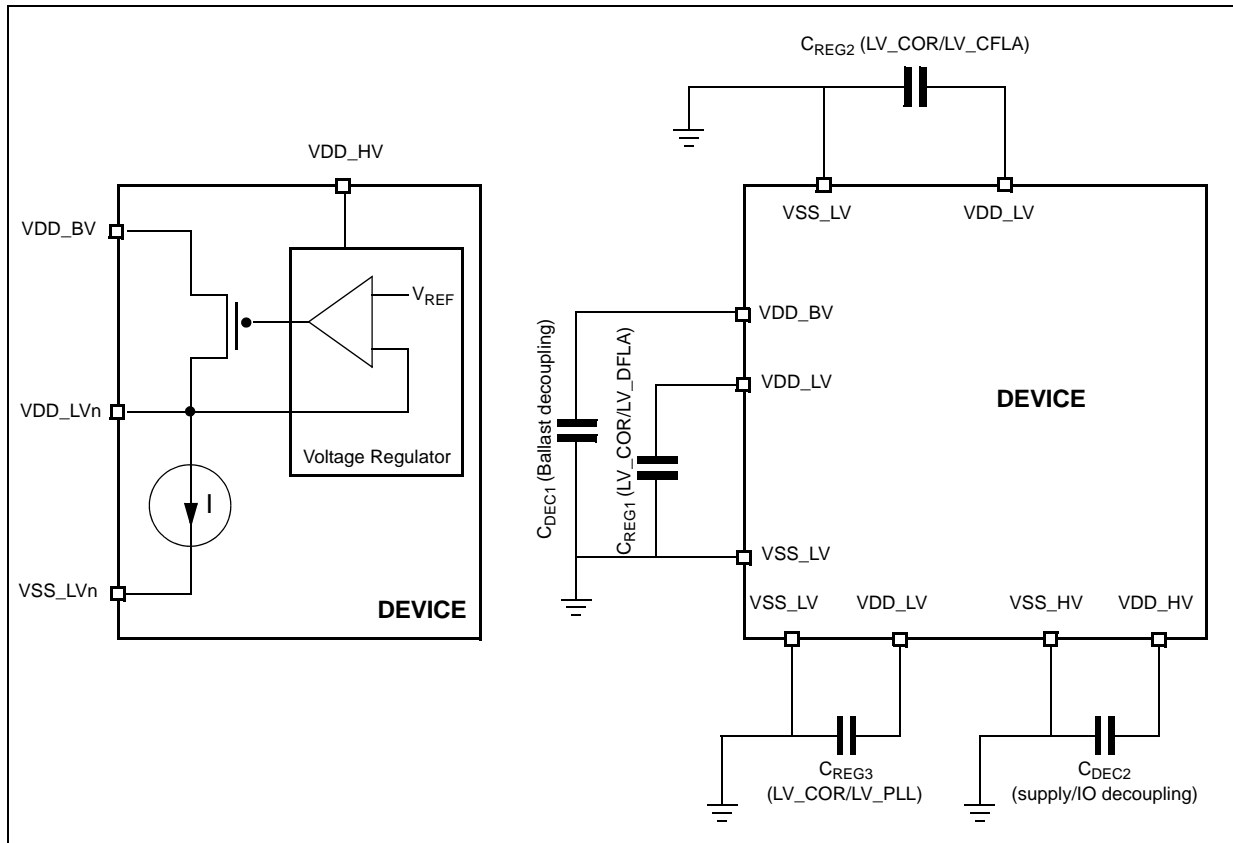 VDD_HV
VDD_BV
VREF
VDD_LVn
Voltage Regulator
I
VSS_LVn
DEVICE
CREG2 (LV_COR/LV_CFLA)
VSS_LV
VDD_LV
VDD_BV
VDD_LV
DEVICE
CDEC1 (Ballast decoupling)
CREG1 (LV_COR/LV_DFLA)
VSS_LV
VSS_LV
VDD_LV
VSS_HV
VDD_HV
CREG3
(LV_COR/LV_PLL)
CDEC2
(supply/IO decoupling)